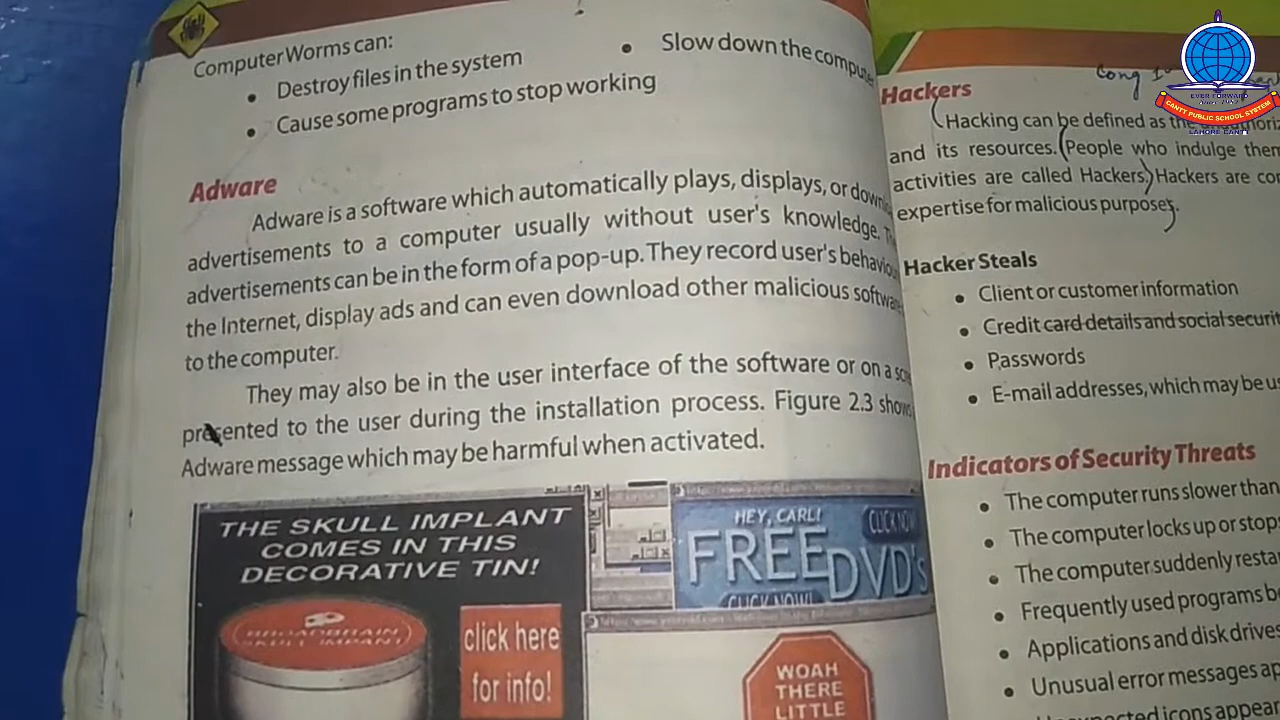 Computer Worms can:
• Destroy files in the system
• Slow down the computer
• Cause some programs to stop working
Adware
Adware is a software which automatically plays, displays, or
advertisements to a computer usually without user's knowledge.
advertisements can be in the form of a pop-up. They record user's
the Internet, display ads and can even download other malicious
to the computer.
They may also be in the user interface of the software or on a
presented to the user during the installation process. Figure 2.3
Adware message which may be harmful when activated.
THE SKULL IMPLANT
COMES IN THIS
DECORATIVE TIN!
click here
for info!
HEY, CARL!
CLICK NOW
FREE DVD's
CLICK NOW!
WOAH
THERE
LITTLE
Hackers
Hacking can be defined as the
and its resources. (People who indulge
activities are called Hackers.) Hackers are
expertise for malicious purposes.
Hacker Steals
• Client or customer information
• Credit card details and social
• Passwords
• E-mail addresses, which may be
Indicators of Security Threats
• The computer runs slower than
• The computer locks up or
• The computer suddenly
• Frequently used programs
• Applications and disk drives
• Unusual error messages
icons appear
EVER FORWARD
CANTT PUBLIC SCHOOL SYSTEM
LAHORE CANTT